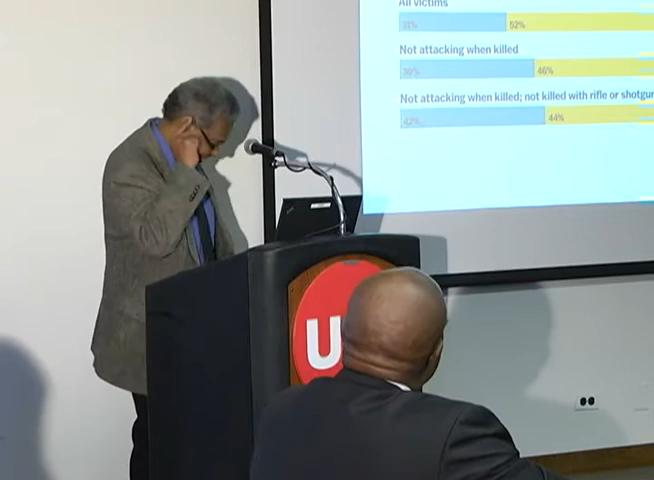 All victims
31%
52%
Not attacking when killed
39%
46%
Not attacking when killed; not killed with rifle or shotgun
42%
44%
U